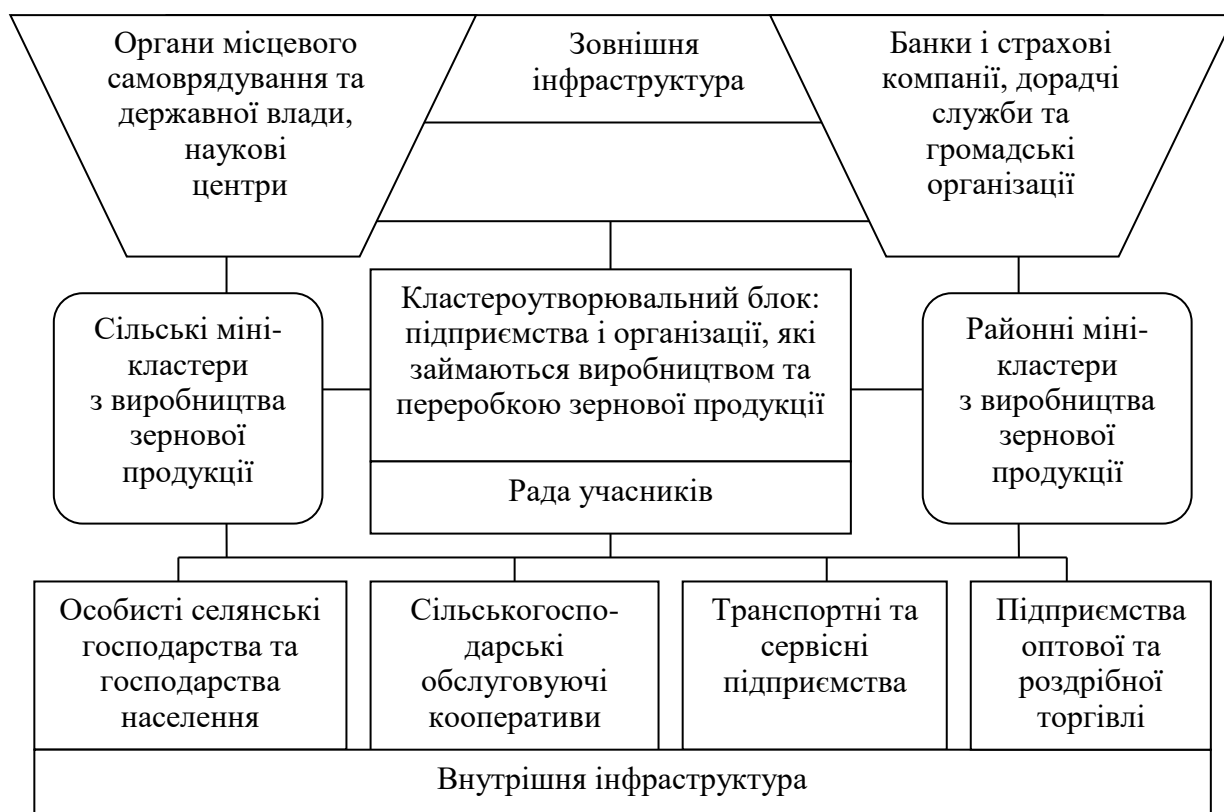 Органи місцевого
самоврядування та
державної влади,
наукові
центри
Зовнішня
інфраструктура
Банки і страхові
компанії, дорадчі
служби та
громадські
організації
Сільські міні-
кластери
з виробництва
зернової
продукції
Кластероутворювальний блок:
підприємства і організації, які
займаються виробництвом та
переробкою зернової продукції
Рада учасників
Районні міні-
кластери
з виробництва
зернової
продукції
Особисті селянські
господарства та
господарства
населення
Сільськогоспо-
дарські
обслуговуючі
кооперативи
Транспортні та
сервісні
підприємства
Підприємства
оптової та
роздрібної
торгівлі
Внутрішня інфраструктура